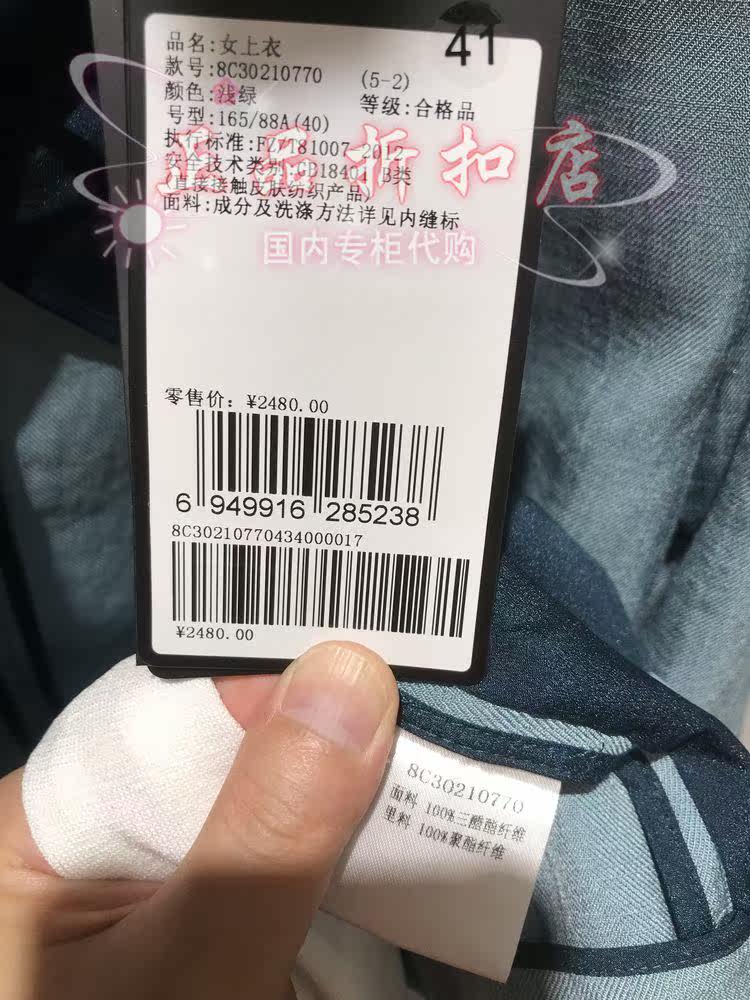 41
品名:女上衣
款号:8C30210770 (5-2)
颜色:浅绿 等级:合格品
号型:165/88A(40)
执行标准:FZ/T81007 2012
安全技术类别:GB18401 B类
(直接接触皮肤纺织产品)
面料:成分及洗涤方法详见内缝标
正品折扣店
国内专柜代购
零售价: ¥2480.00
6 949916 285238
8C30210770434000017
¥2480.00
8C30210770
面料 100%三醋酯纤维
里料 100%聚酯纤维